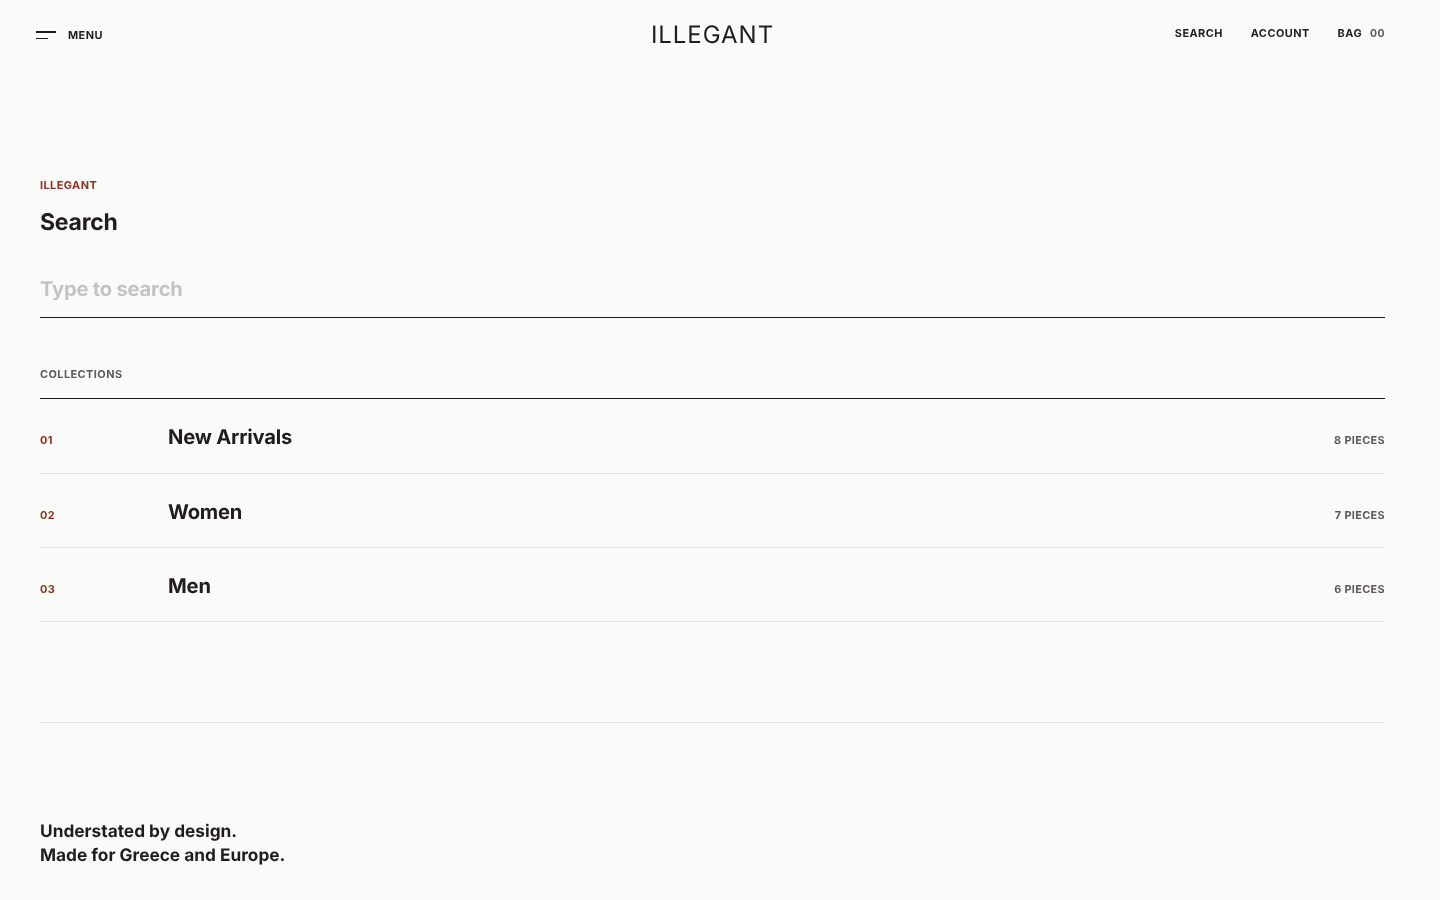 MENU
ILLEGANT
SEARCH
ACCOUNT
BAG 00
ILLEGANT
Search
Type to search
COLLECTIONS
01 New Arrivals 8 PIECES
02 Women 7 PIECES
03 Men 6 PIECES
Understated by design.
Made for Greece and Europe.